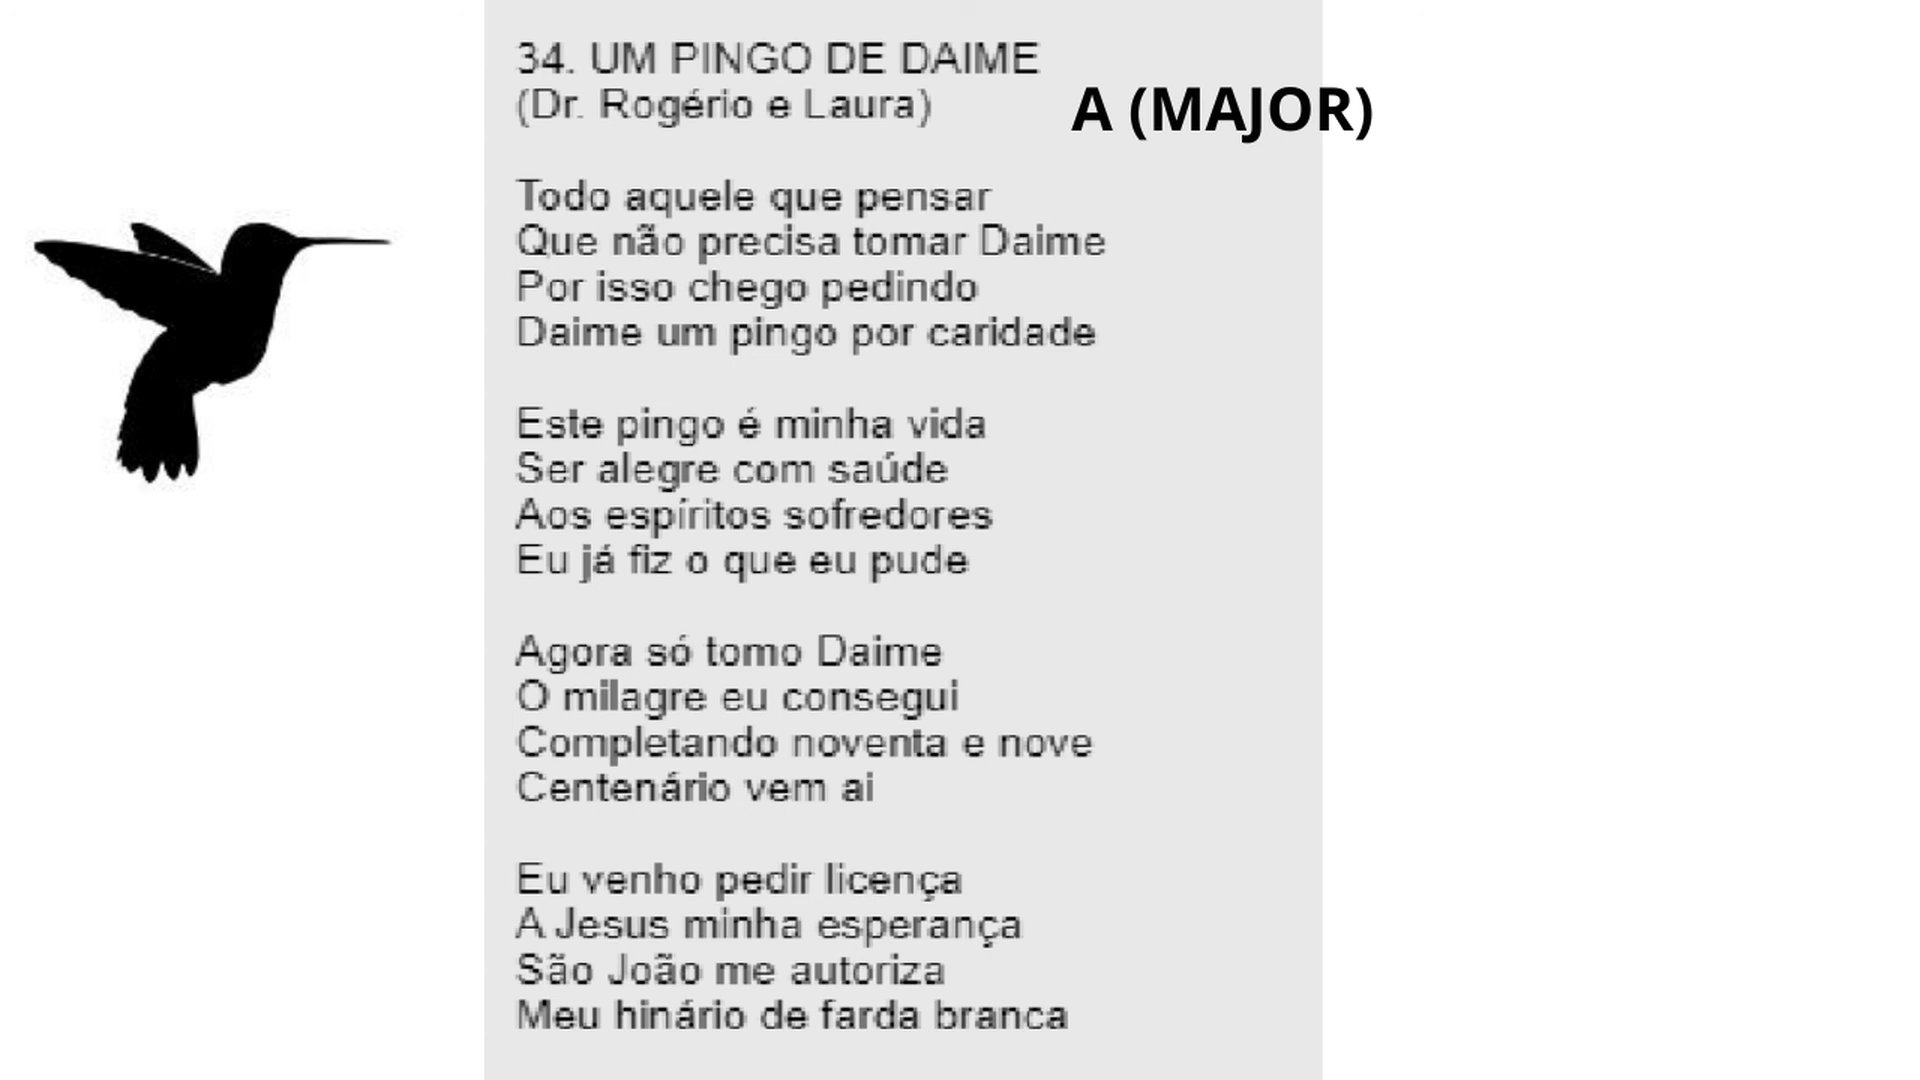 34. UM PINGO DE DAIME
(Dr. Rogério e Laura)
A (MAJOR)
Todo aquele que pensar
Que não precisa tomar Daime
Por isso chego pedindo
Daime um pingo por caridade
Este pingo é minha vida
Ser alegre com saúde
Aos espíritos sofredores
Eu já fiz o que eu pude
Agora só tomo Daime
O milagre eu consegui
Completando noventa e nove
Centenário vem ai
Eu venho pedir licença
A Jesus minha esperança
São João me autoriza
Meu hinário de farda branca